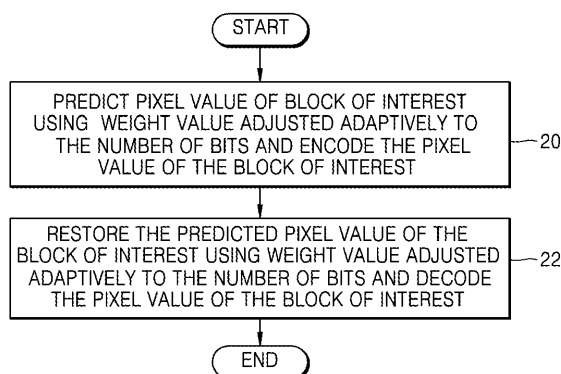 START
PREDICT PIXEL VALUE OF BLOCK OF INTEREST
USING WEIGHT VALUE ADJUSTED ADAPTIVELY TO
THE NUMBER OF BITS AND ENCODE THE PIXEL
VALUE OF THE BLOCK OF INTEREST
20
RESTORE THE PREDICTED PIXEL VALUE OF THE
BLOCK OF INTEREST USING WEIGHT VALUE ADJUSTED
ADAPTIVELY TO THE NUMBER OF BITS AND DECODE
THE PIXEL VALUE OF THE BLOCK OF INTEREST
22
END